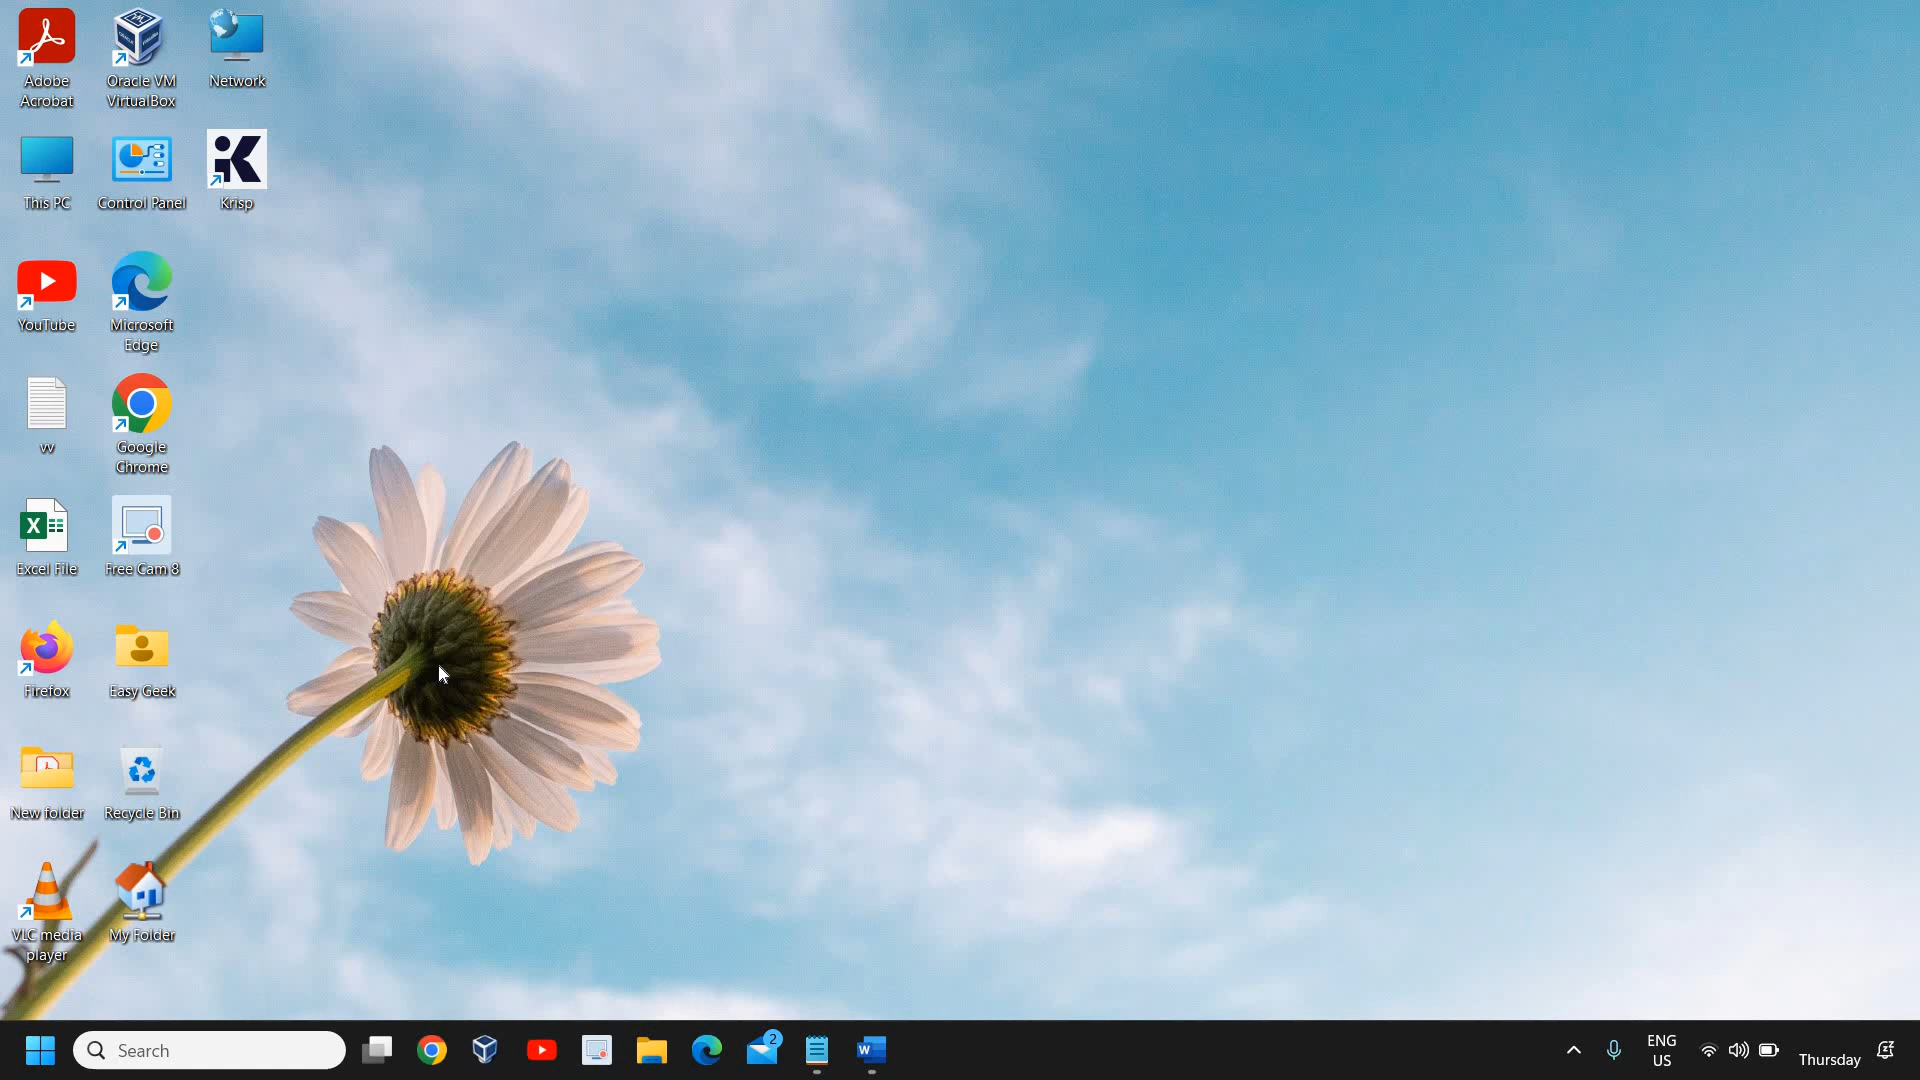 Adobe
Acrobat
Oracle VM
VirtualBox
Network
This PC
Control Panel
Krisp
YouTube
Microsoft
Edge
vv
Google
Chrome
Excel File
Free Cam 8
Firefox
Easy Geek
New folder
Recycle Bin
VLC media
player
My Folder
Search
2
ENG
US
Thursday